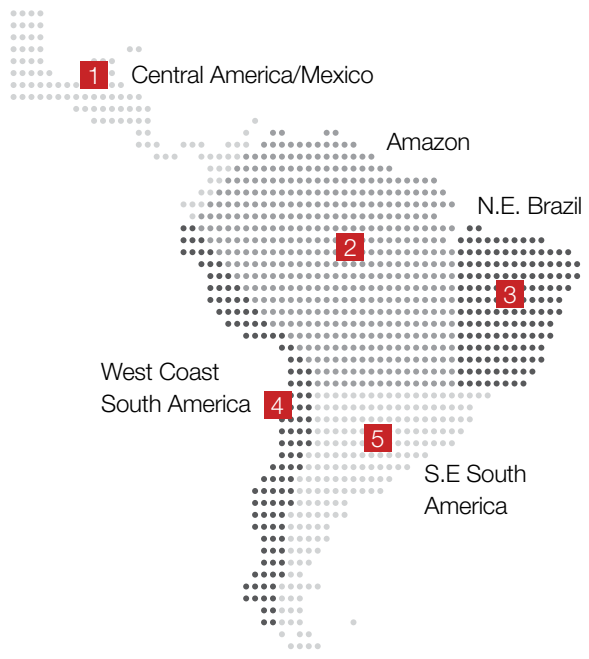 1 Central America/Mexico
Amazon
N.E. Brazil
2
3
West Coast
South America 4
5
S.E South
America